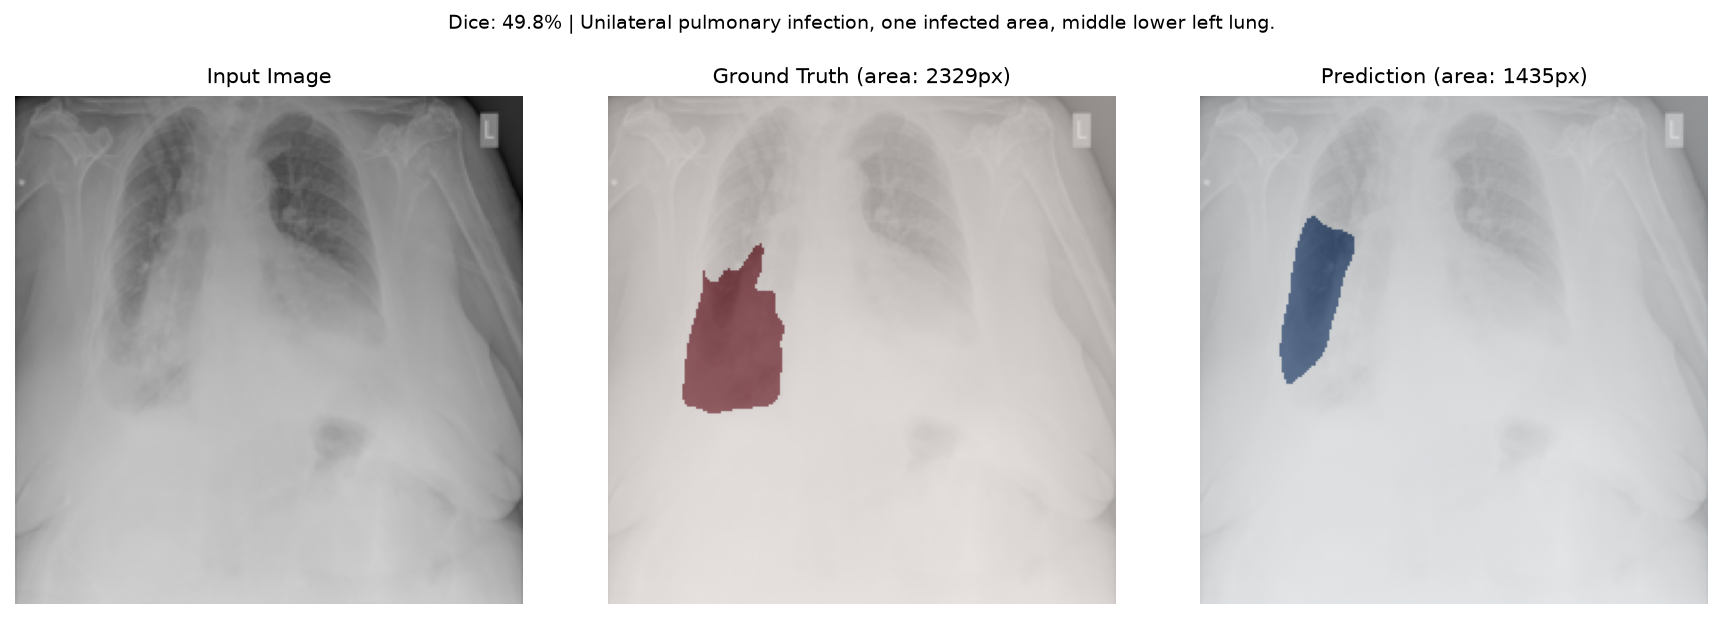 Dice: 49.8% | Unilateral pulmonary infection, one infected area, middle lower left lung.
Input Image
Ground Truth (area: 2329px)
Prediction (area: 1435px)
L
L
L